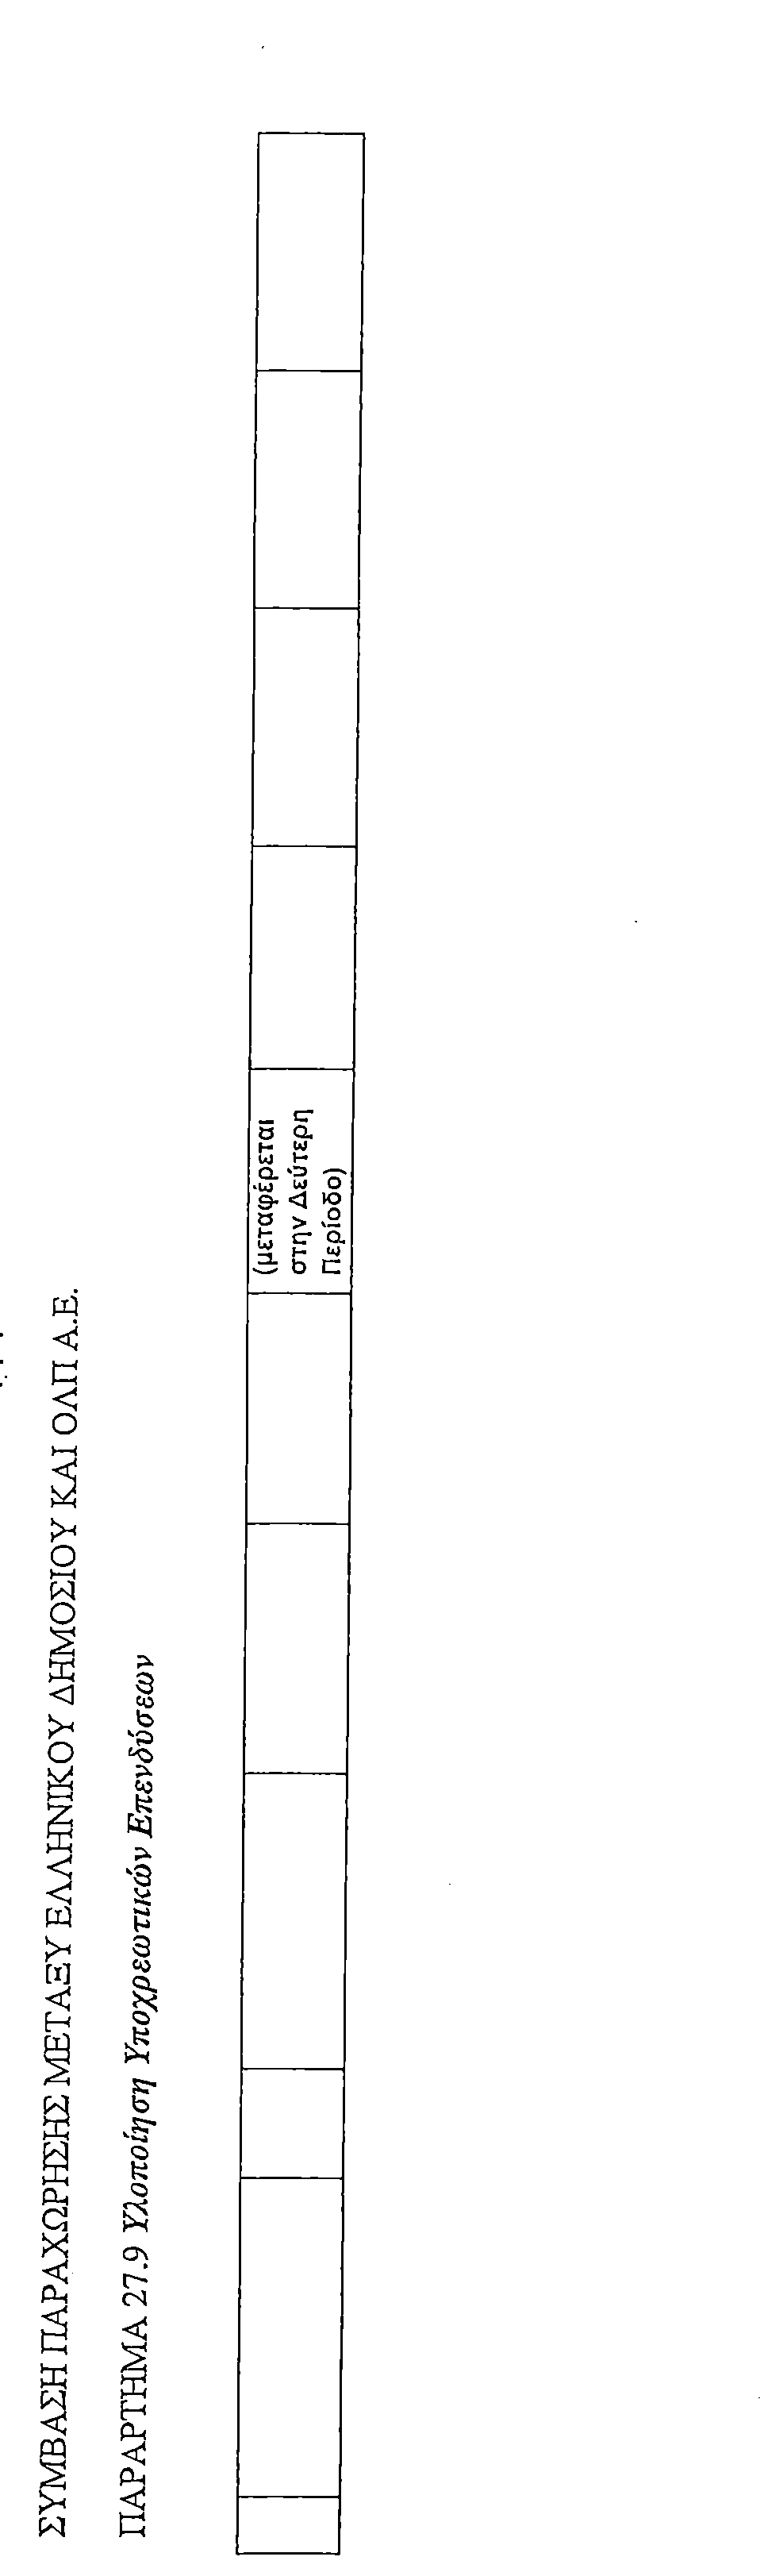 ΣΥΜΒΑΣΗ ΠΑΡΑΧΩΡΗΣΗΣ ΜΕΤΑΞΥ ΕΛΛΗΝΙΚΟΥ ΔΗΜΟΣΙΟΥ ΚΑΙ ΟΛΠ Α.Ε.
ΠΑΡΑΡΤΗΜΑ 27.9 Υλοποίηση Υποχρεωτικών Επενδύσεων
(μεταφέρεται
στην Δεύτερη
Περίοδο)